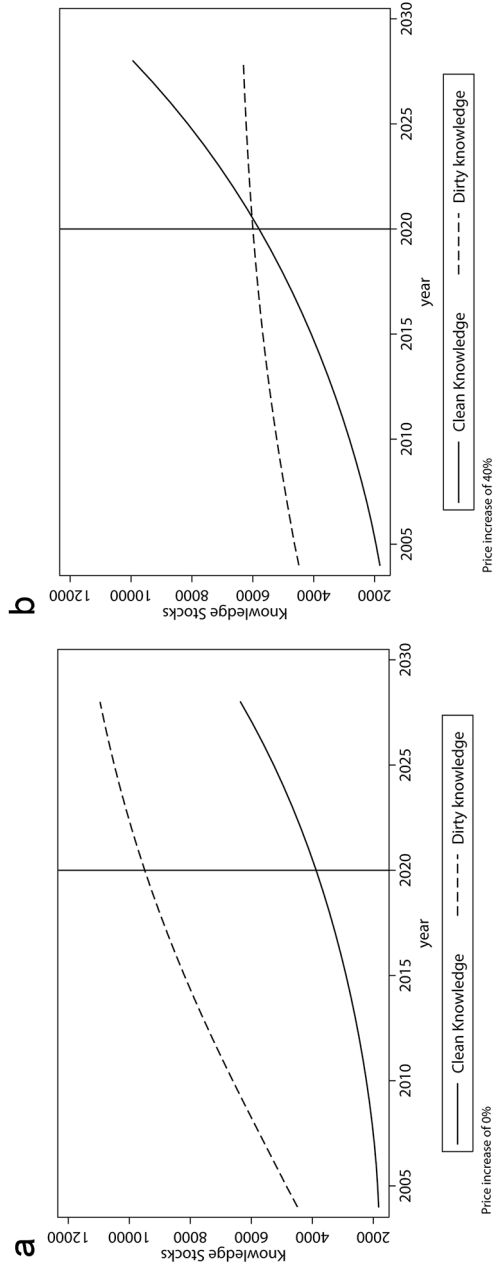 a
Knowledge Stocks
12000
10000
8000
6000
4000
2000
2005 2010 2015 2020 2025 2030
year
Clean Knowledge Dirty knowledge
Price increase of 0%
b
Knowledge Stocks
12000
10000
8000
6000
4000
2000
2005 2010 2015 2020 2025 2030
year
Clean Knowledge Dirty knowledge
Price increase of 40%